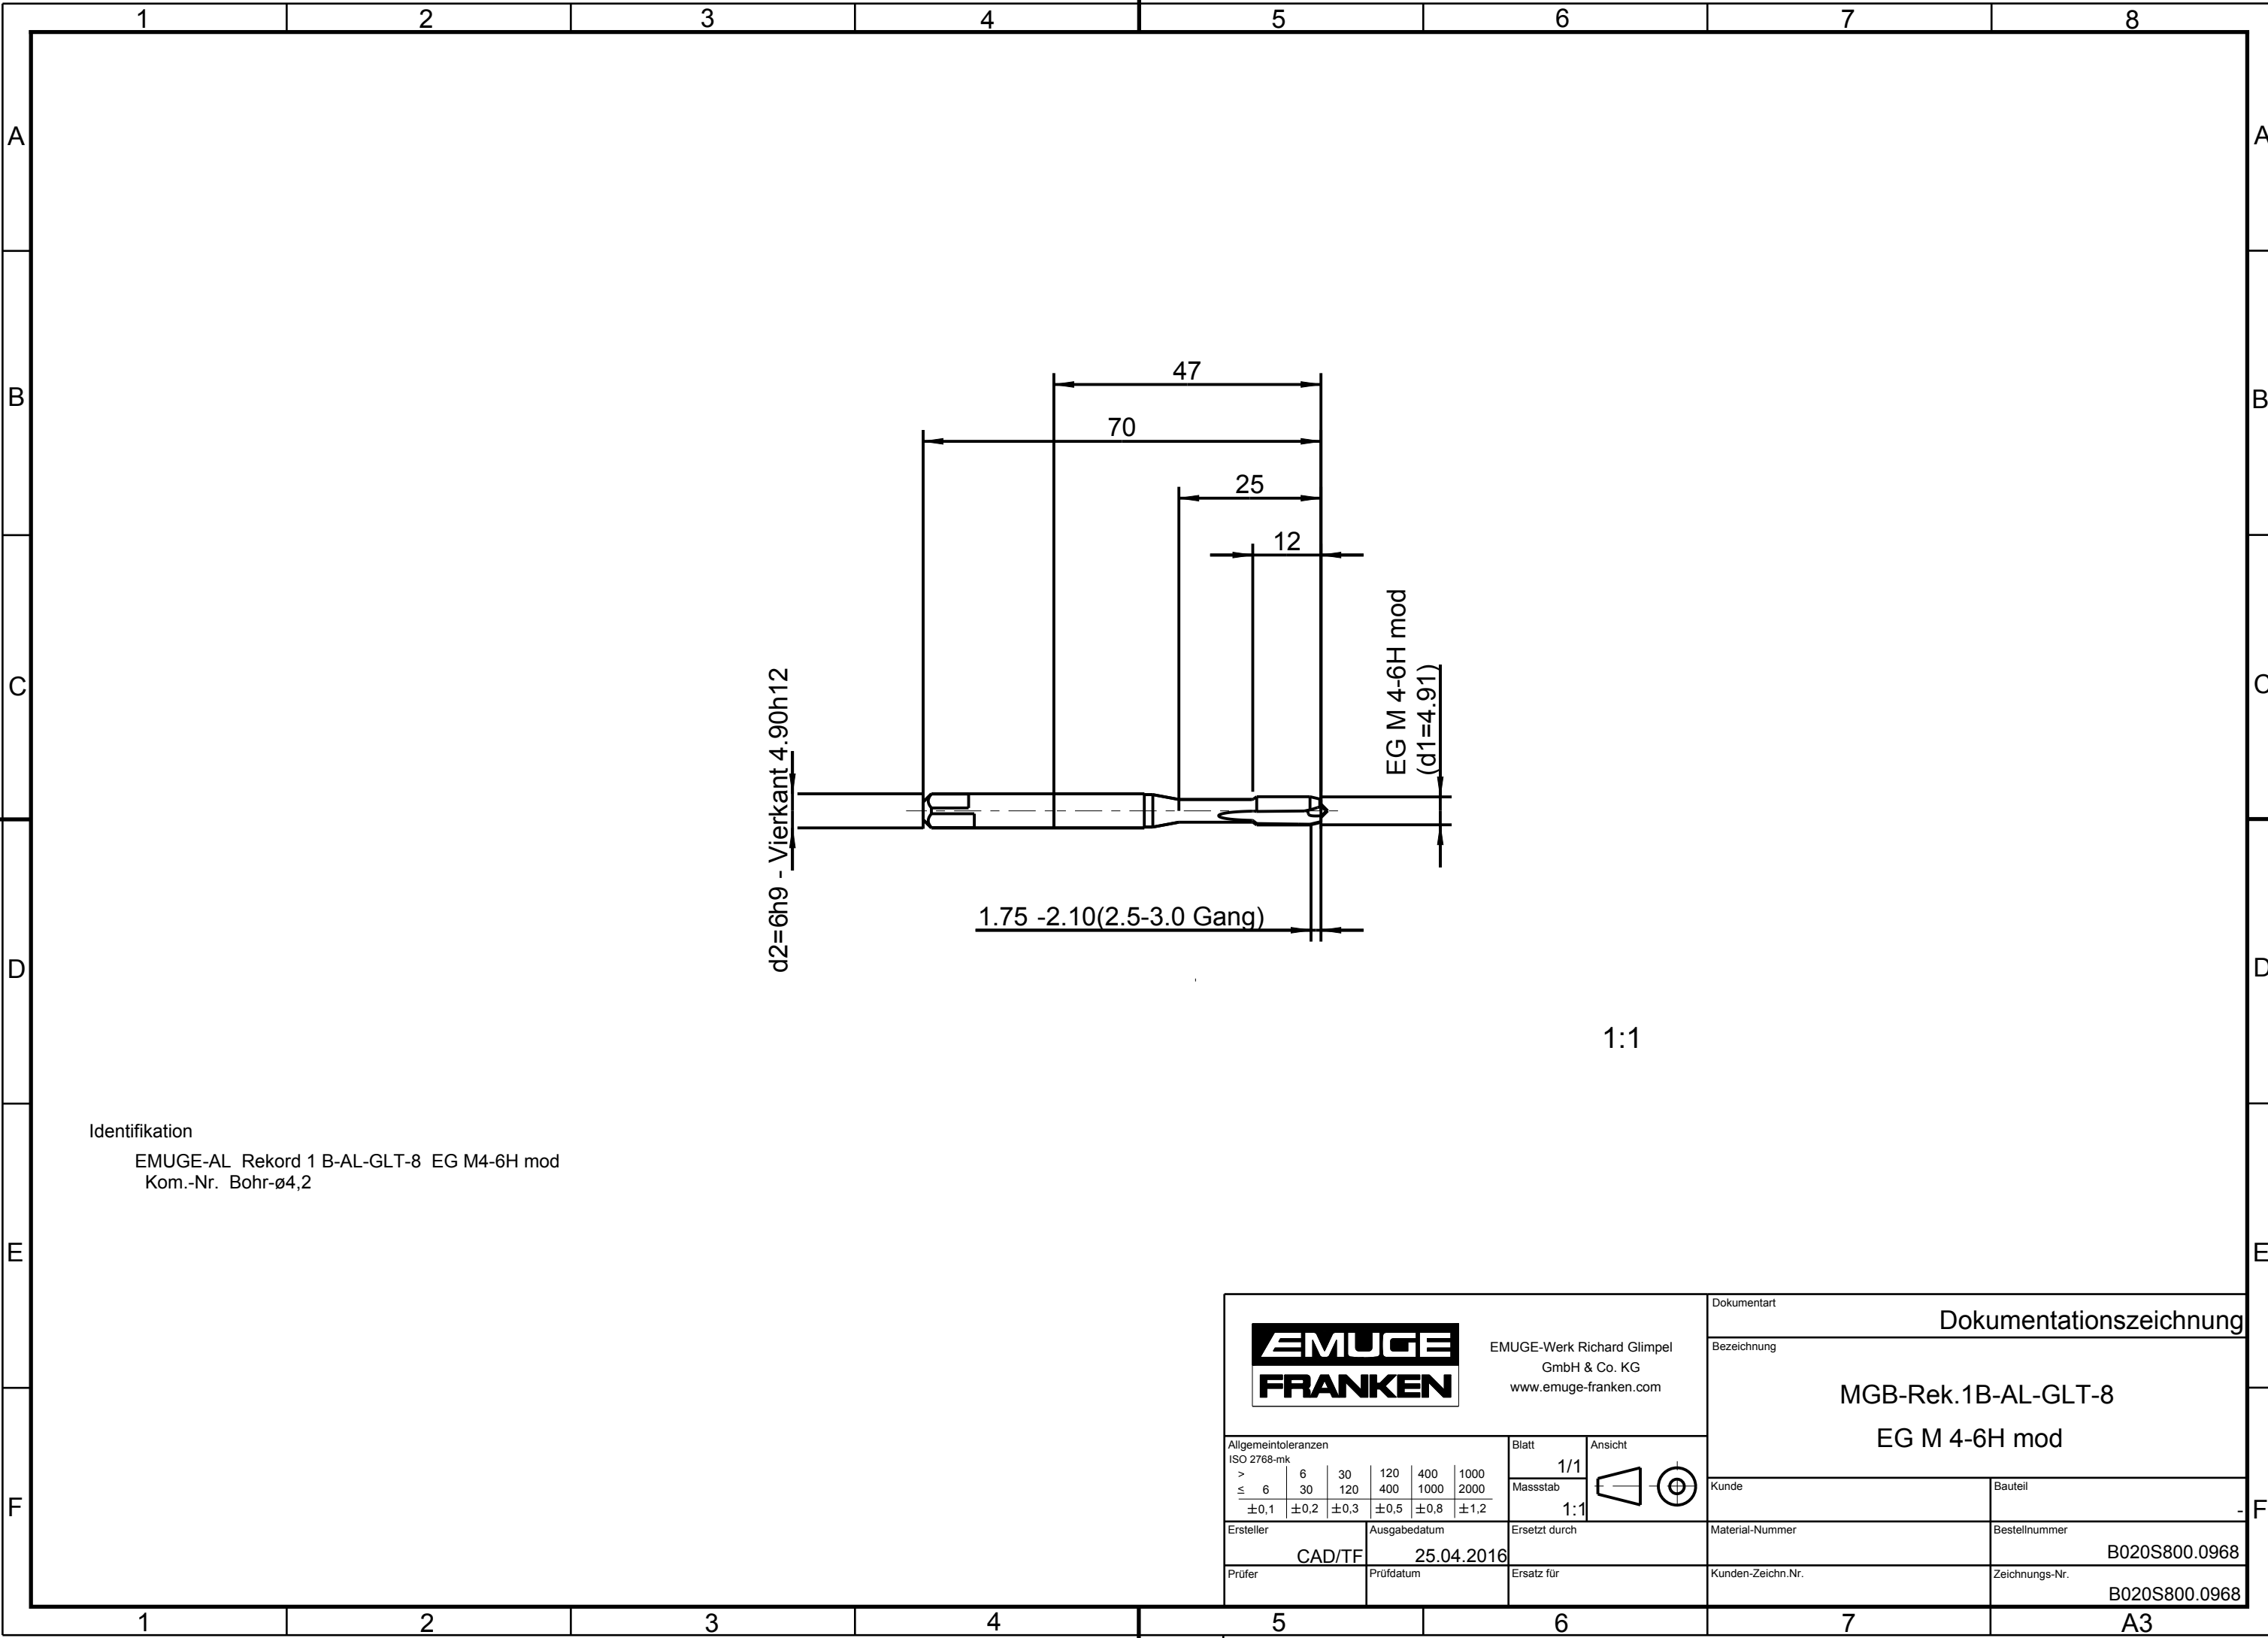 1 2 3 4 5 6 7 8
A A
B B
C C
D D
E E
F F
47
70
25
12
EG M 4-6H mod
(d1=4.91)
d2=6h9 - Vierkant 4.90h12
1.75 -2.10(2.5-3.0 Gang)
1:1
Identifikation
EMUGE-AL Rekord 1 B-AL-GLT-8 EG M4-6H mod
Kom.-Nr. Bohr-ø4,2
EMUGE
FRANKEN
EMUGE-Werk Richard Glimpel
GmbH & Co. KG
www.emuge-franken.com
Dokumentart
Dokumentationszeichnung
Bezeichnung
MGB-Rek.1B-AL-GLT-8
EG M 4-6H mod
Allgemeintoleranzen
ISO 2768-mk
> 6 30 120 400 1000
≤ 6 30 120 400 1000 2000
±0,1 ±0,2 ±0,3 ±0,5 ±0,8 ±1,2
Blatt
1/1
Ansicht
Massstab
1:1
Kunde
Bauteil
-
Ersteller
CAD/TF
Ausgabedatum
25.04.2016
Ersetzt durch
Material-Nummer
Bestellnummer
B020S800.0968
Prüfer
Prüfdatum
Ersatz für
Kunden-Zeichn.Nr.
Zeichnungs-Nr.
B020S800.0968
1 2 3 4 5 6 7 A3